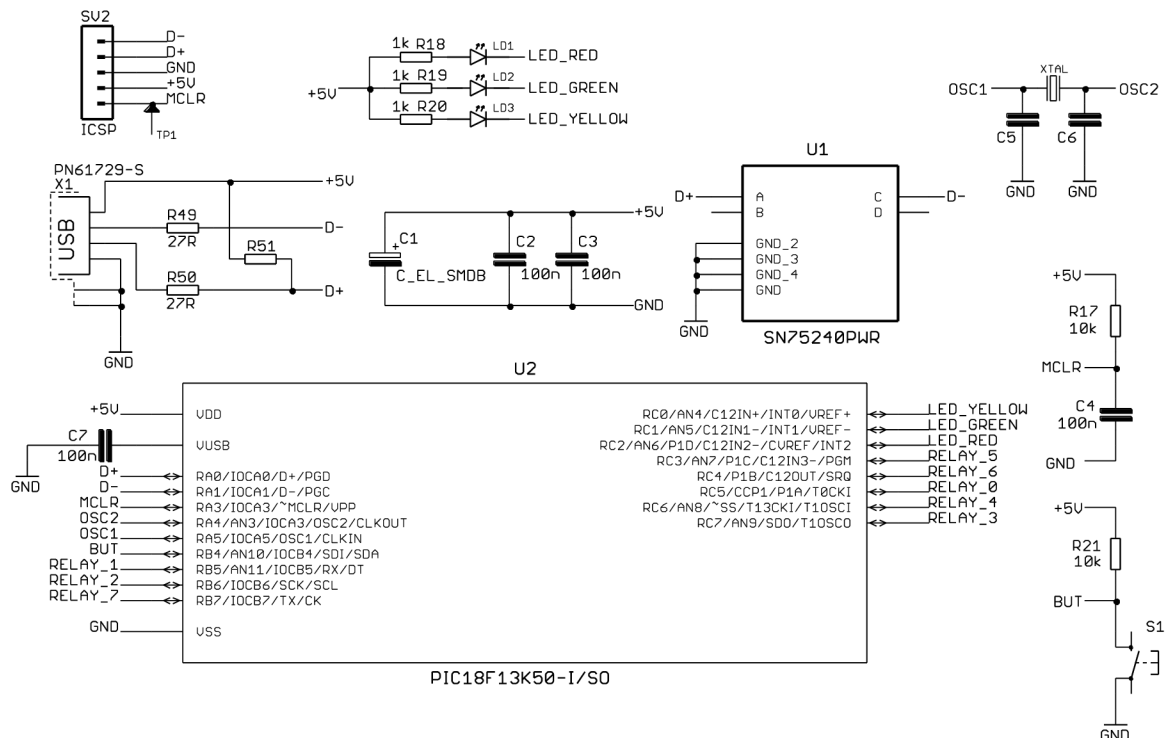 SV2
D-
D+
GND
+5V
MCLR
ICSP
TP1
1k R18
LD1
LED_RED
1k R19
LD2
LED_GREEN
+5V
1k R20
LD3
LED_YELLOW
XTAL
OSC1
OSC2
C5
C6
GND
GND
PN61729-S
X1
USB
+5V
R49
27R
D-
R51
R50
27R
D+
GND
+5V
C1
C_EL_SMDB
C2
100n
C3
100n
GND
U1
D+
A
B
C
D
D-
GND_2
GND_3
GND_4
GND
GND
SN75240PWR
+5V
R17
10k
MCLR
C4
100n
GND
U2
+5V
VDD
C7
100n
VUSB
GND
D+
RA0/IOCA0/D+/PGD
D-
RA1/IOCA1/D-/PGC
MCLR
RA3/IOCA3/~MCLR/VPP
OSC2
RA4/AN3/IOCA3/OSC2/CLKOUT
OSC1
RA5/IOCA5/OSC1/CLKIN
BUT
RB4/AN10/IOCB4/SDI/SDA
RELAY_1
RB5/AN11/IOCB5/RX/DT
RELAY_2
RB6/IOCB6/SCK/SCL
RELAY_7
RB7/IOCB7/TX/CK
GND
VSS
RC0/AN4/C12IN+/INT0/VREF+
LED_YELLOW
RC1/AN5/C12IN1-/INT1/VREF-
LED_GREEN
RC2/AN6/P1D/C12IN2-/CVREF/INT2
LED_RED
RC3/AN7/P1C/C12IN3-/PGM
RELAY_5
RC4/P1B/C12OUT/SRQ
RELAY_6
RC5/CCP1/P1A/T0CKI
RELAY_0
RC6/AN8/~SS/T13CKI/T1OSCI
RELAY_4
RC7/AN9/SDO/T1OSCO
RELAY_3
PIC18F13K50-I/SO
+5V
R21
10k
BUT
S1
GND